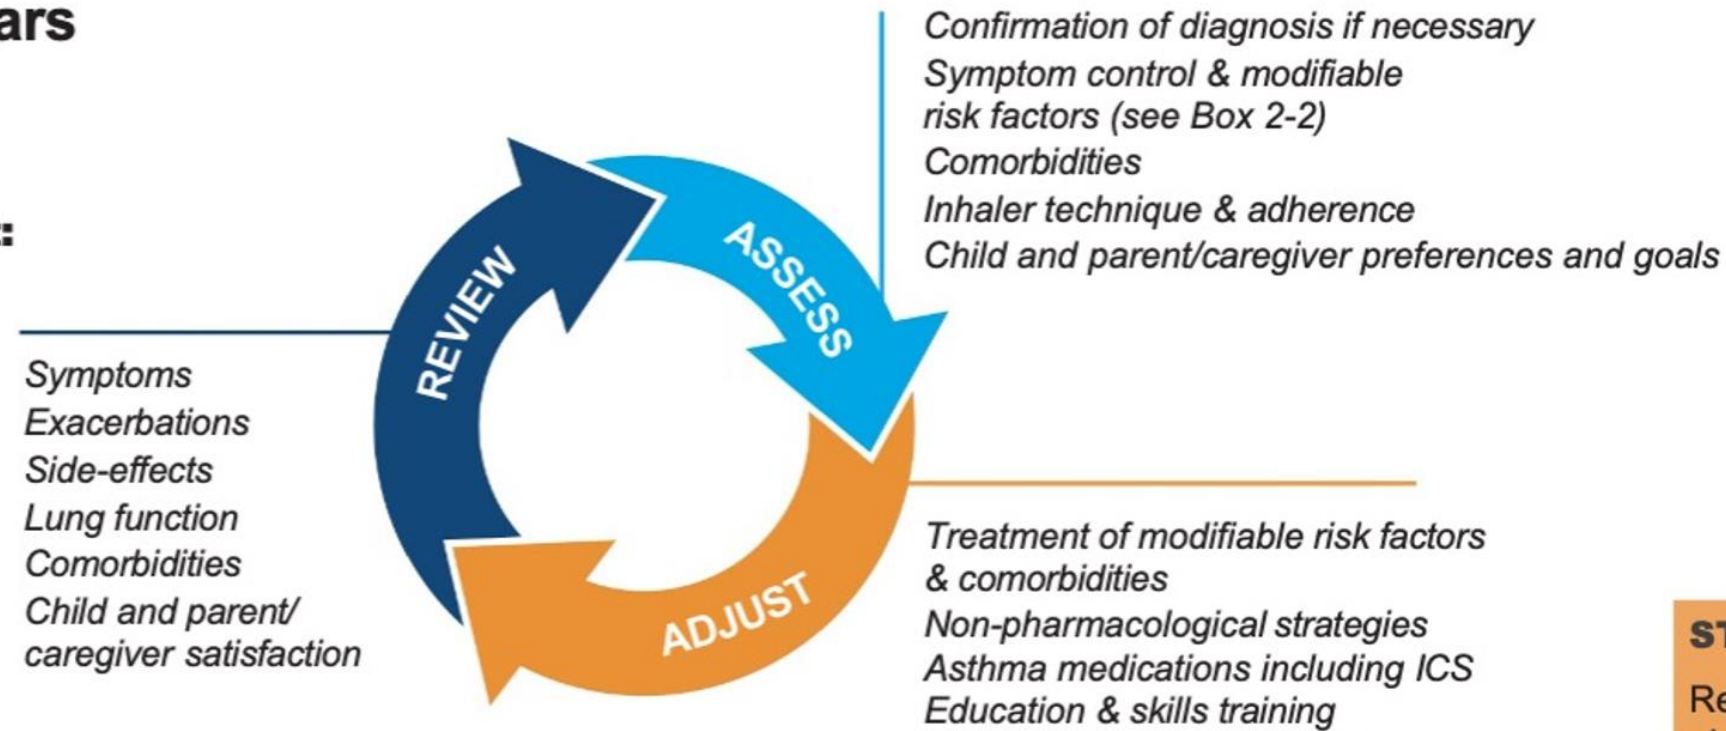 ars
Confirmation of diagnosis if necessary
Symptom control & modifiable
risk factors (see Box 2-2)
Comorbidities
Inhaler technique & adherence
Child and parent/caregiver preferences and goals
:
REVIEW
ASSESS
ADJUST
Symptoms
Exacerbations
Side-effects
Lung function
Comorbidities
Child and parent/
caregiver satisfaction
Treatment of modifiable risk factors
& comorbidities
Non-pharmacological strategies
Asthma medications including ICS
Education & skills training
ST
Re